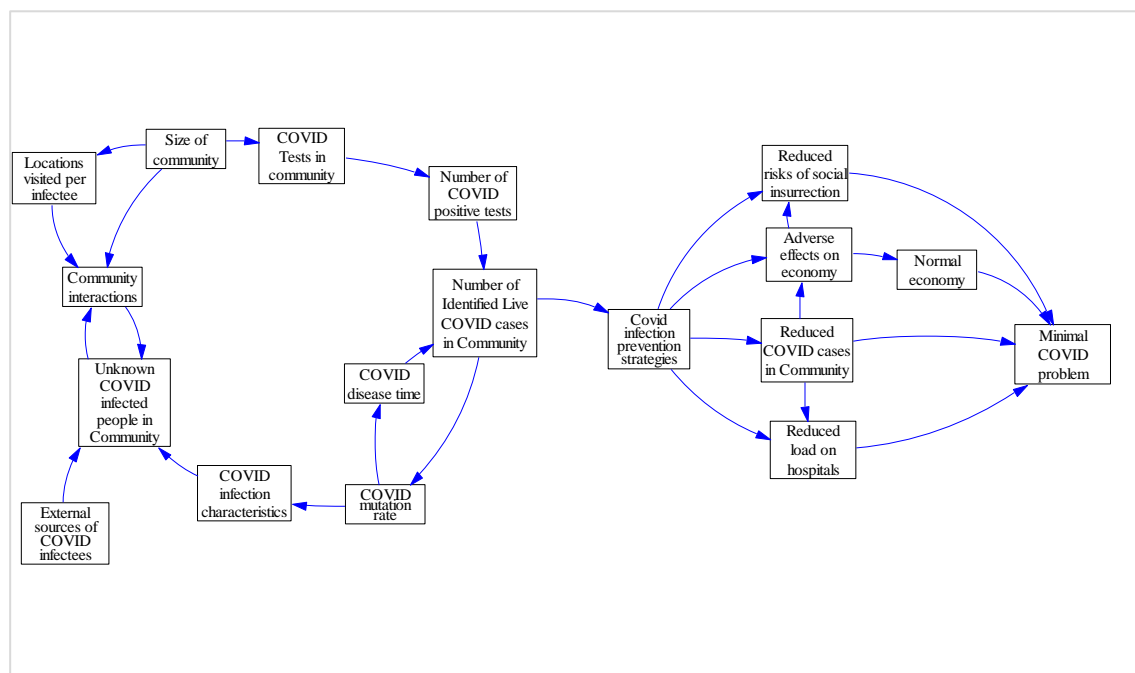 Locations
visited per
infectee
Size of
community
COVID
Tests in
community
Number of
COVID
positive tests
Community
interactions
Number of
Identified Live
COVID cases
in Community
Unknown
COVID
infected
people in
Community
COVID
disease time
External
sources of
COVID
infectees
COVID
infection
characteristics
COVID
mutation
rate
Covid
infection
prevention
strategies
Reduced
risks of social
insurrection
Adverse
effects on
economy
Normal
economy
Reduced
COVID cases
in Community
Reduced
load on
hospitals
Minimal
COVID
problem